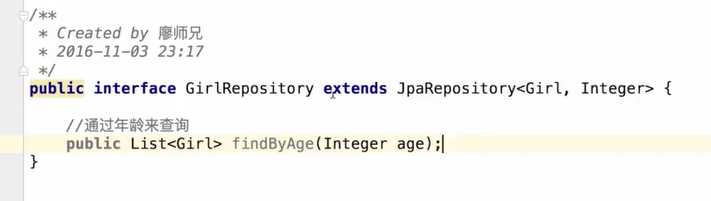 /**
 * Created by 廖师兄
 * 2016-11-03 23:17
 */
public interface GirlRepository extends JpaRepository<Girl, Integer> {
    //通过年龄来查询
    public List<Girl> findByAge(Integer age);
}